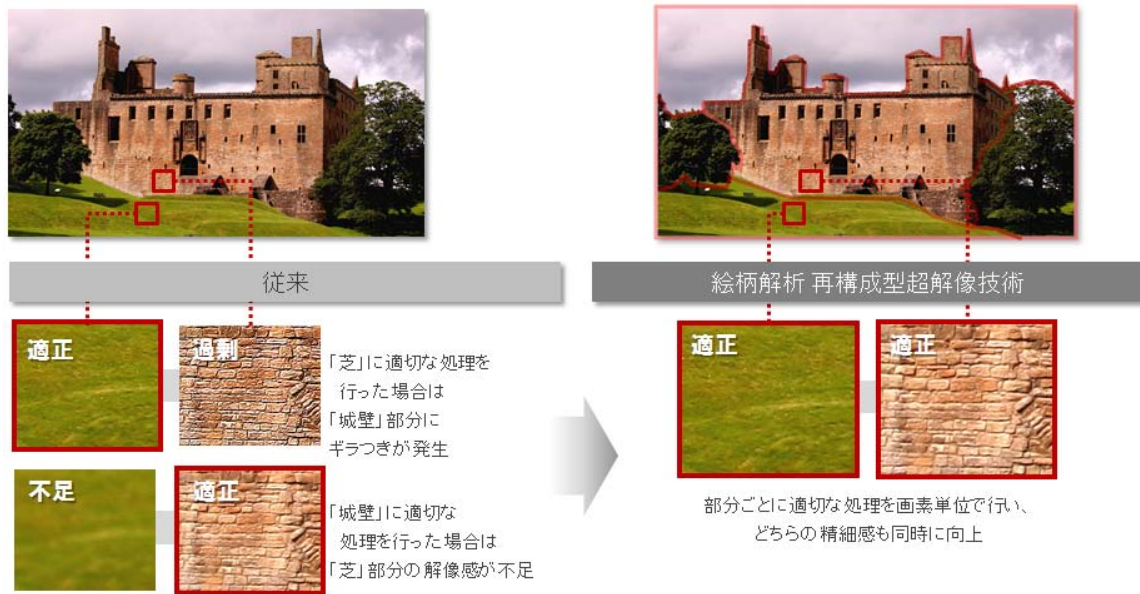 従来
絵柄解析 再構成型超解像技術
適正
過剰
「芝」に適切な処理を
行った場合は
「城壁」部分に
ギラつきが発生
不足
適正
「城壁」に適切な
処理を行った場合は
「芝」部分の解像感が不足
適正
適正
部分ごとに適切な処理を画素単位で行い、
どちらの精細感も同時に向上